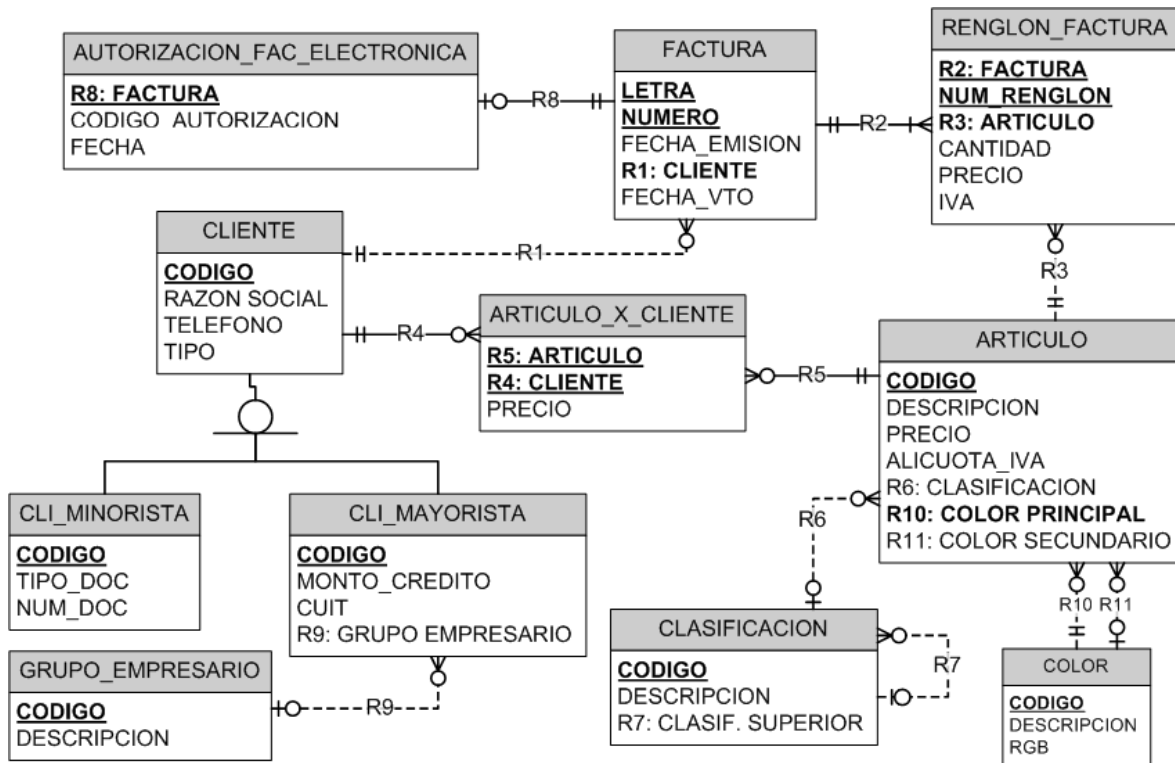 AUTORIZACION_FAC_ELECTRONICA
R8: FACTURA
CODIGO_AUTORIZACION
FECHA
R8
FACTURA
LETRA
NUMERO
FECHA_EMISION
R1: CLIENTE
FECHA_VTO
R2
RENGLON_FACTURA
R2: FACTURA
NUM_RENGLON
R3: ARTICULO
CANTIDAD
PRECIO
IVA
CLIENTE
CODIGO
RAZON SOCIAL
TELEFONO
TIPO
R1
R3
R4
ARTICULO_X_CLIENTE
R5: ARTICULO
R4: CLIENTE
PRECIO
R5
ARTICULO
CODIGO
DESCRIPCION
PRECIO
ALICUOTA_IVA
R6: CLASIFICACION
R10: COLOR PRINCIPAL
R11: COLOR SECUNDARIO
CLI_MINORISTA
CODIGO
TIPO_DOC
NUM_DOC
CLI_MAYORISTA
CODIGO
MONTO_CREDITO
CUIT
R9: GRUPO EMPRESARIO
R6
R10
R11
GRUPO_EMPRESARIO
CODIGO
DESCRIPCION
R9
CLASIFICACION
CODIGO
DESCRIPCION
R7: CLASIF. SUPERIOR
R7
COLOR
CODIGO
DESCRIPCION
RGB